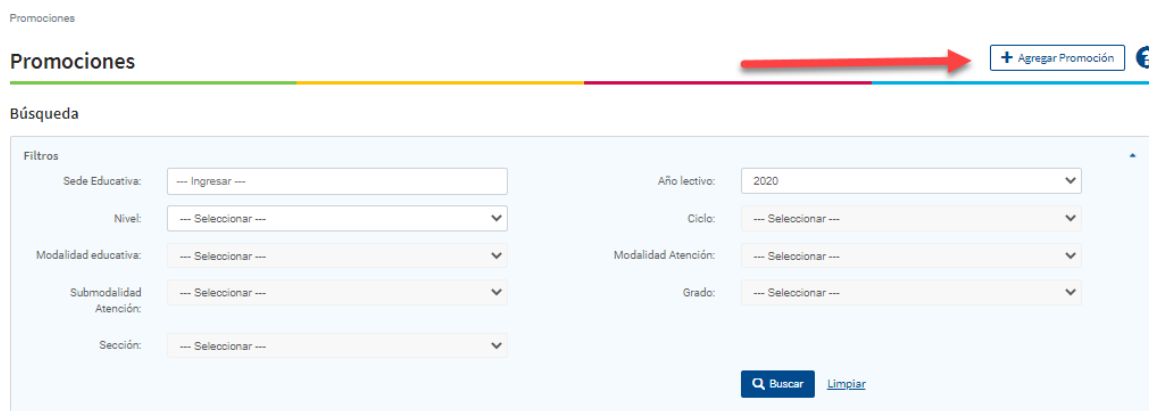 Promociones
Promociones
+ Agregar Promoción
?
Búsqueda
Filtros
Sede Educativa: --- Ingresar --- Año lectivo: 2020
Nivel: --- Seleccionar --- Ciclo: --- Seleccionar ---
Modalidad educativa: --- Seleccionar --- Modalidad Atención: --- Seleccionar ---
Submodalidad Atención: --- Seleccionar --- Grado: --- Seleccionar ---
Sección: --- Seleccionar ---
Buscar Limpiar